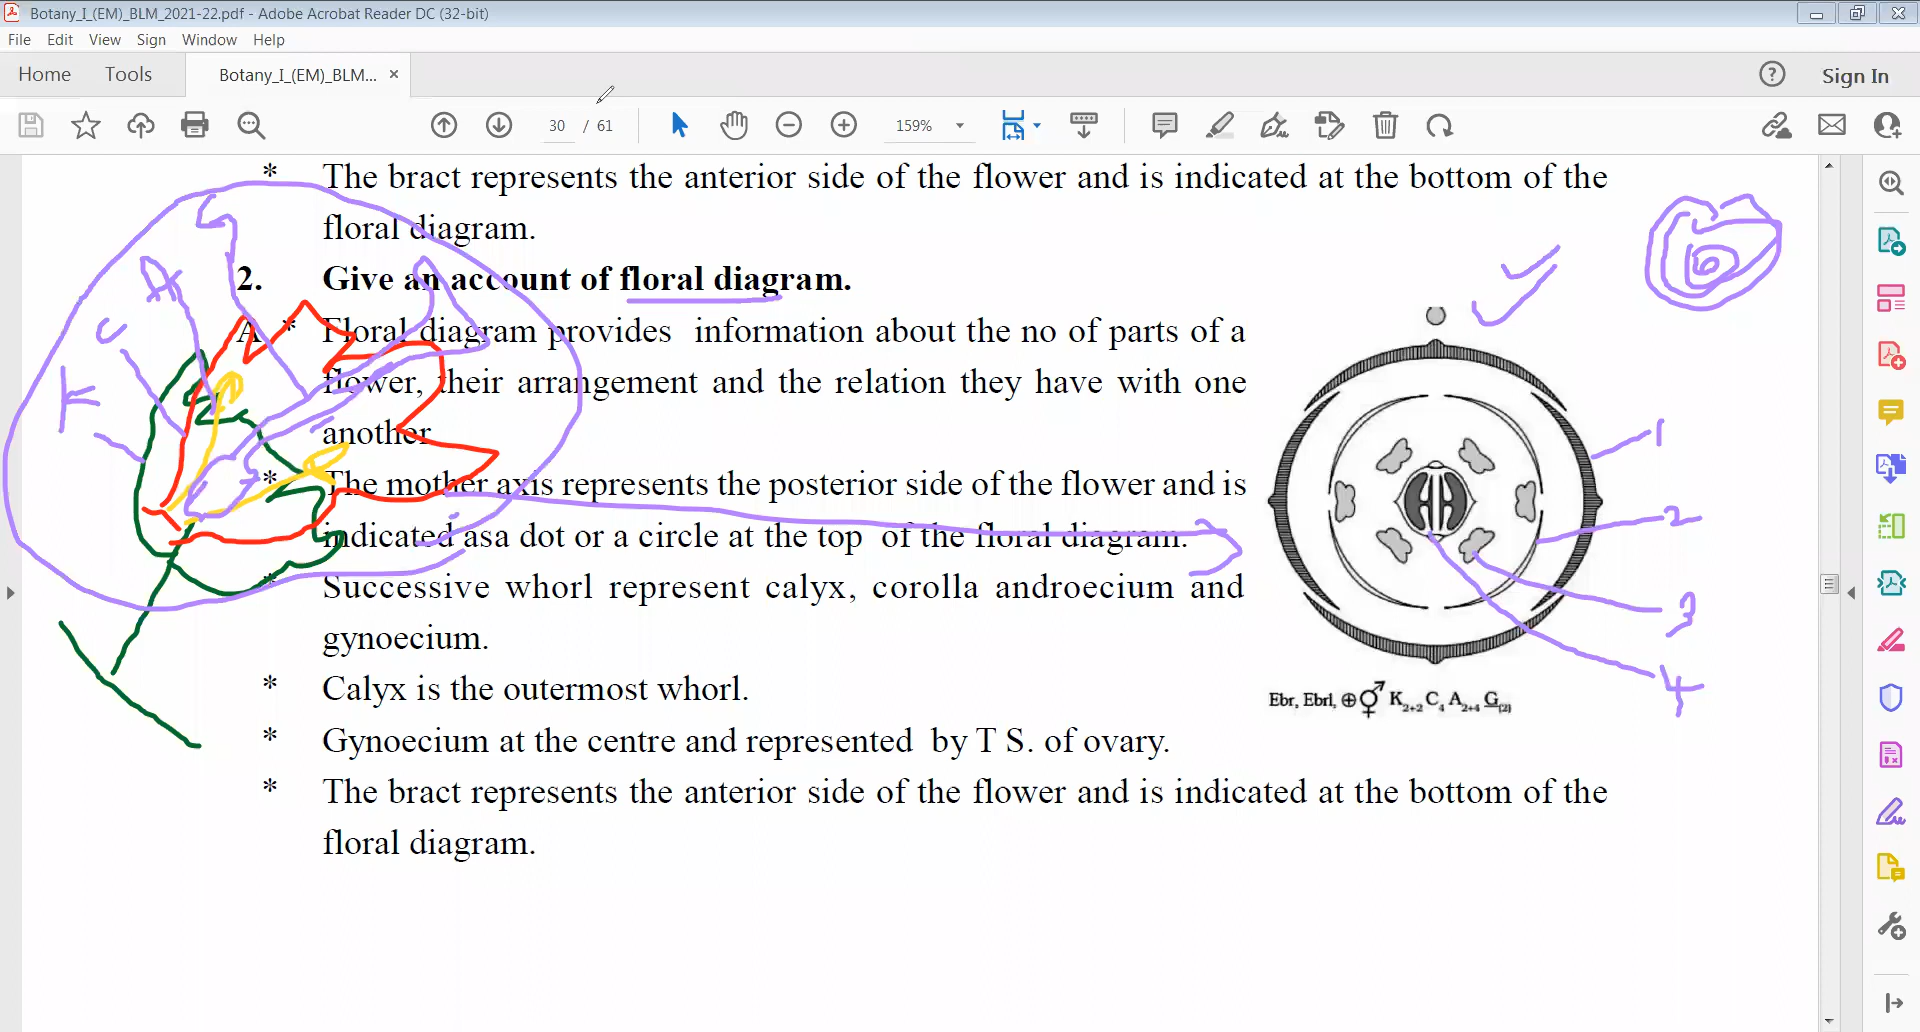 Botany_I_(EM)_BLM_2021-22.pdf - Adobe Acrobat Reader DC (32-bit)
File Edit View Sign Window Help
Home Tools Botany_I_(EM)_BLM... × Sign In
30 / 61 159%
* The bract represents the anterior side of the flower and is indicated at the bottom of the
floral diagram.
2. Give an account of floral diagram.
A * Floral diagram provides information about the no of parts of a
flower, their arrangement and the relation they have with one
another.
* The mother axis represents the posterior side of the flower and is
indicated asa dot or a circle at the top of the floral diagram.
* Successive whorl represent calyx, corolla androecium and
gynoecium.
* Calyx is the outermost whorl.
* Gynoecium at the centre and represented by T S. of ovary.
* The bract represents the anterior side of the flower and is indicated at the bottom of the
floral diagram.
K
C
A
G
1
2
3
4
Ebr, Ebrl, ⊕ ⚥ K2+2 C4 A2+4 G(2)